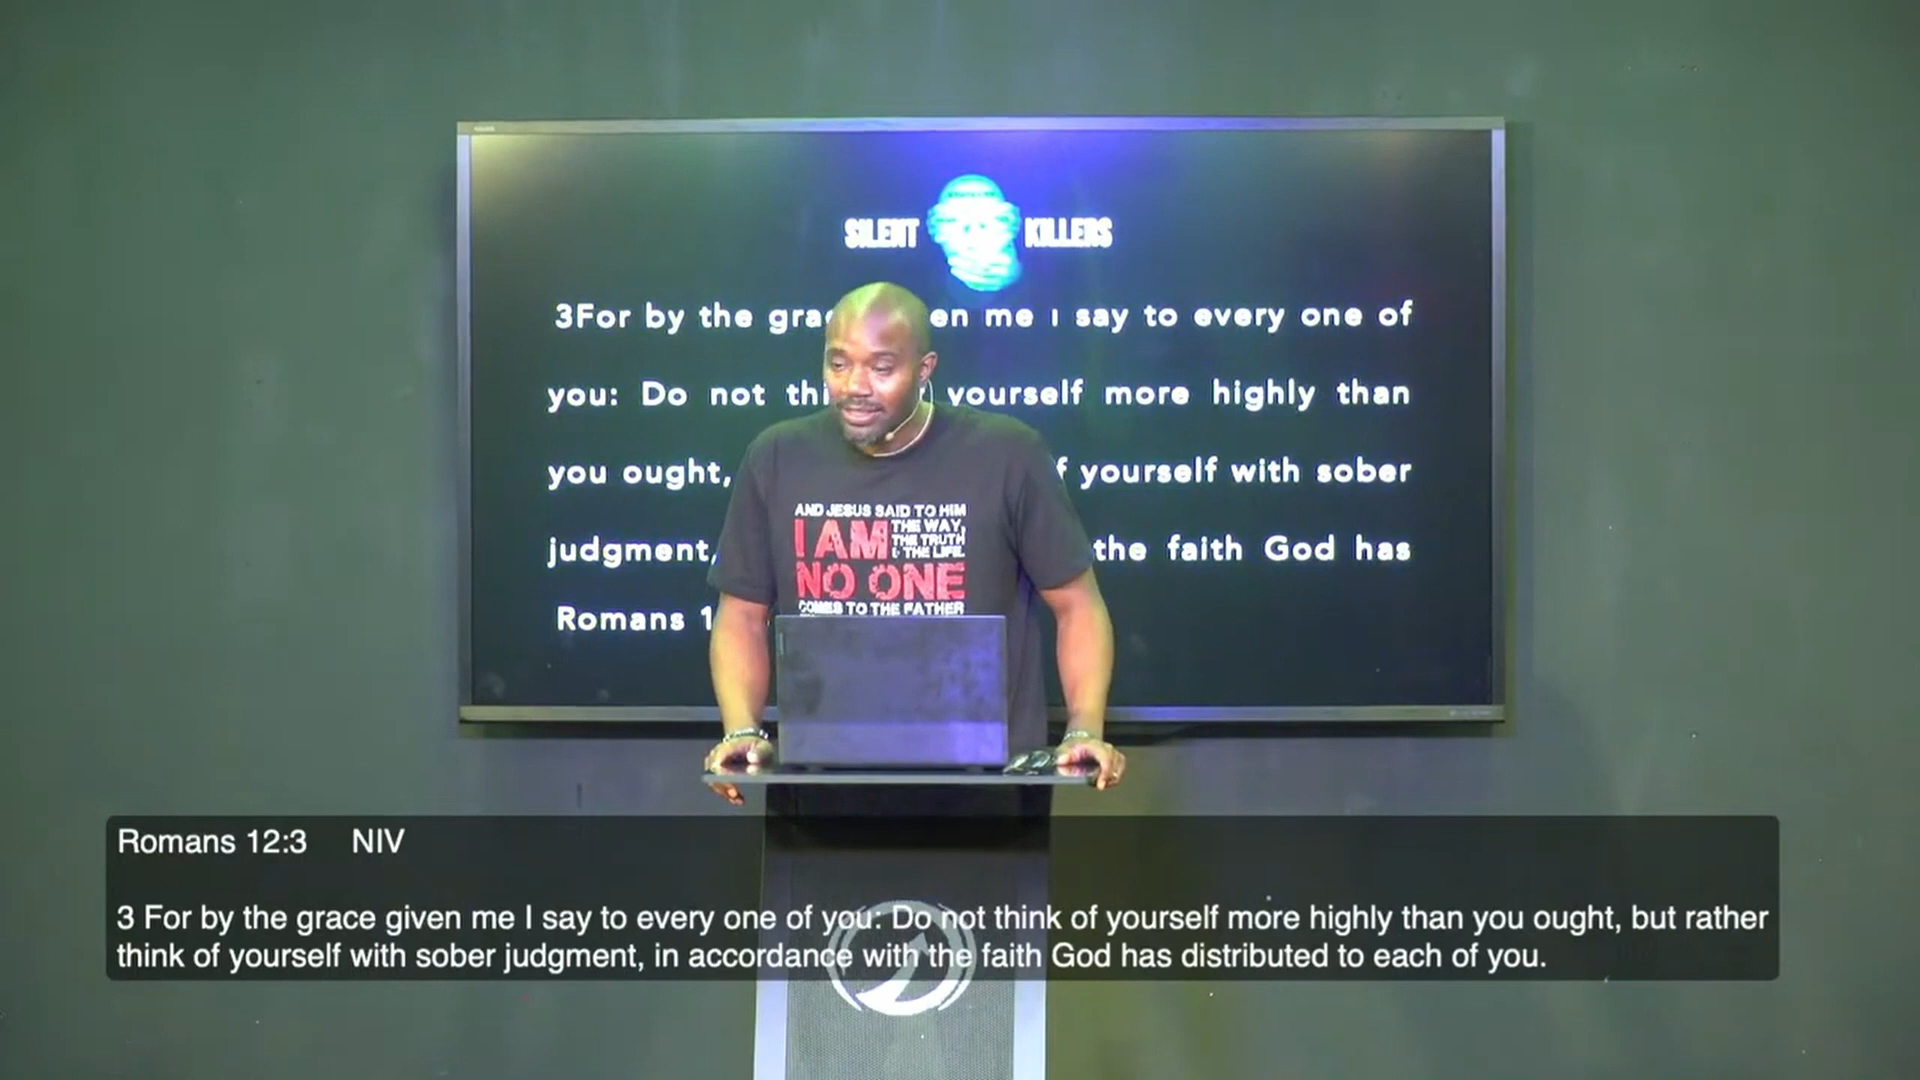 SILENT KILLERS
3For by the en me I say to every one of
you: Do not yourself more highly than
you ought, yourself with sober
judgment, the faith God has
Romans
AND JESUS SAID TO HIM
I AM THE WAY,
THE TRUTH
& THE LIFE.
NO ONE
COMES TO THE FATHER
Romans 12:3 NIV
3 For by the grace given me I say to every one of you: Do not think of yourself more highly than you ought, but rather
think of yourself with sober judgment, in accordance with the faith God has distributed to each of you.